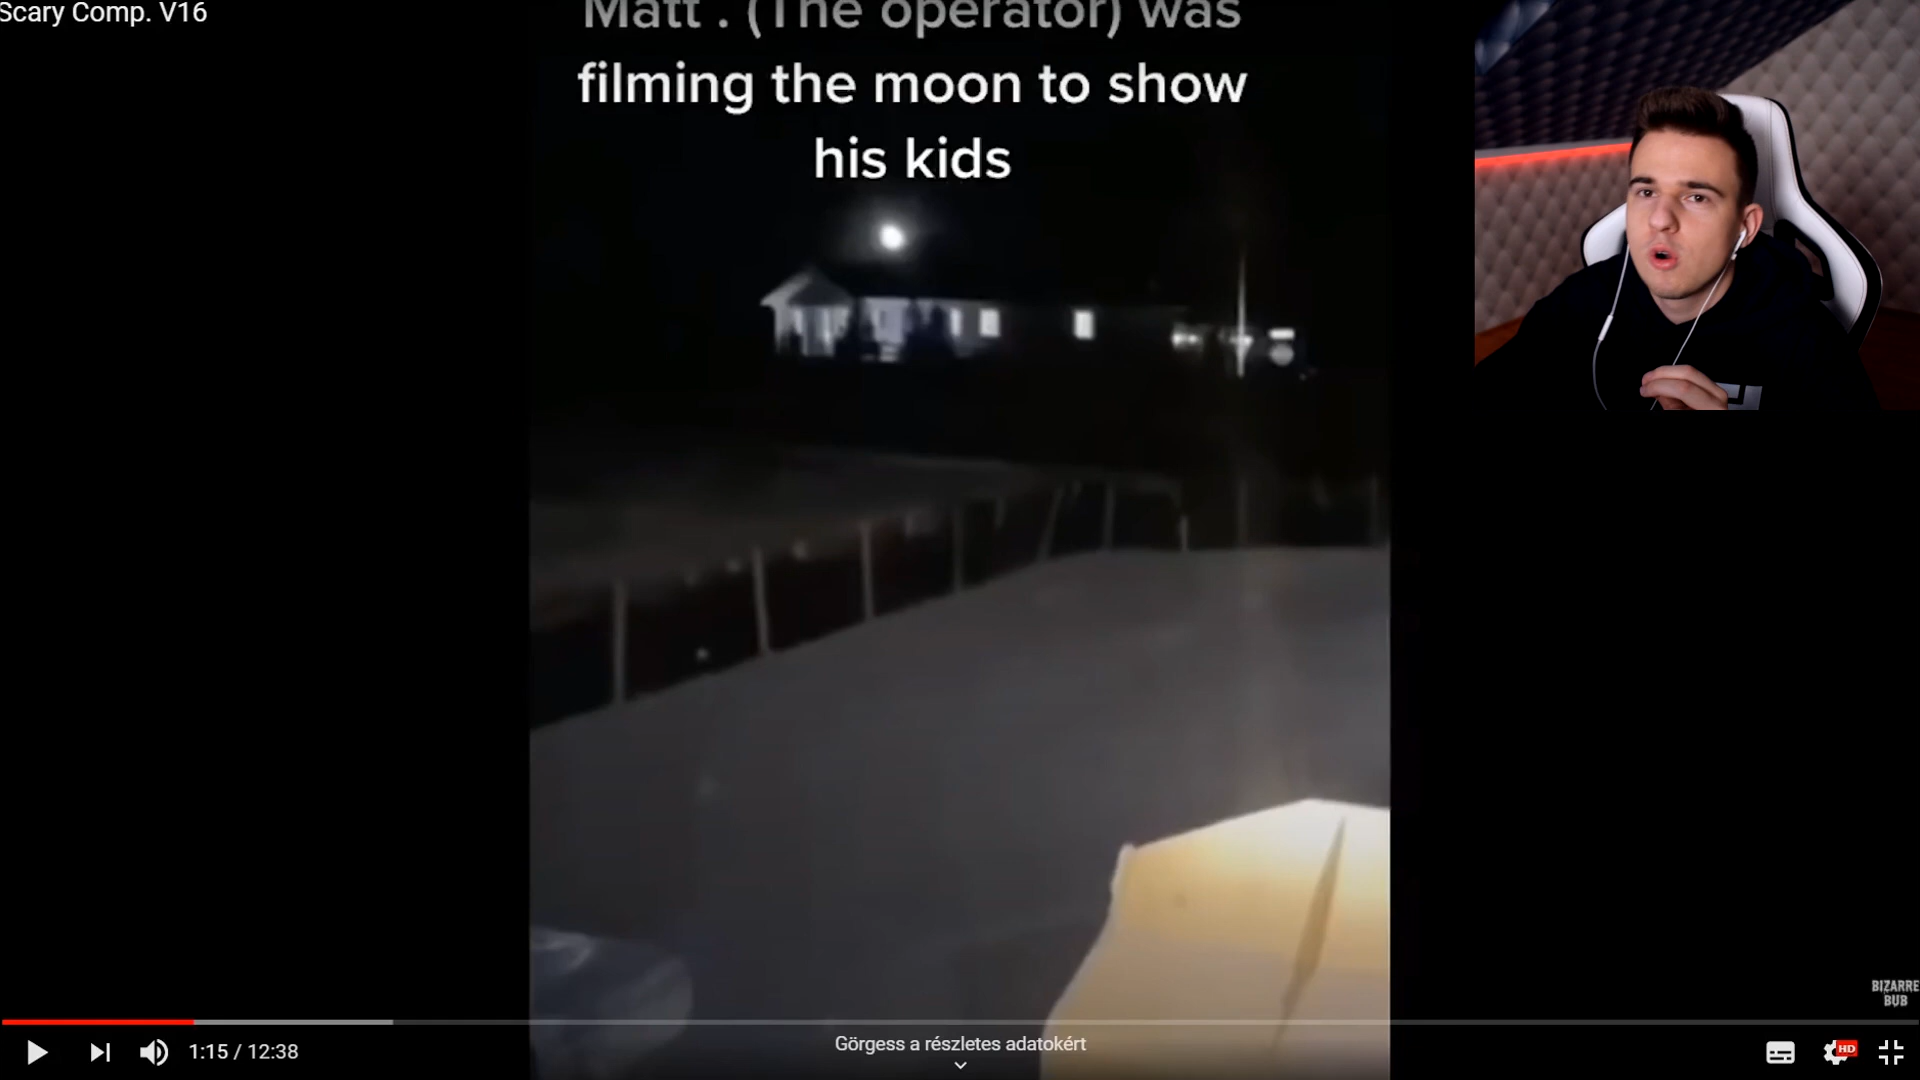 Scary Comp. V16
Matt . (The operator) was
filming the moon to show
his kids
BIZARRE
BUB
1:15 / 12:38
Görgess a részletes adatokért
HD